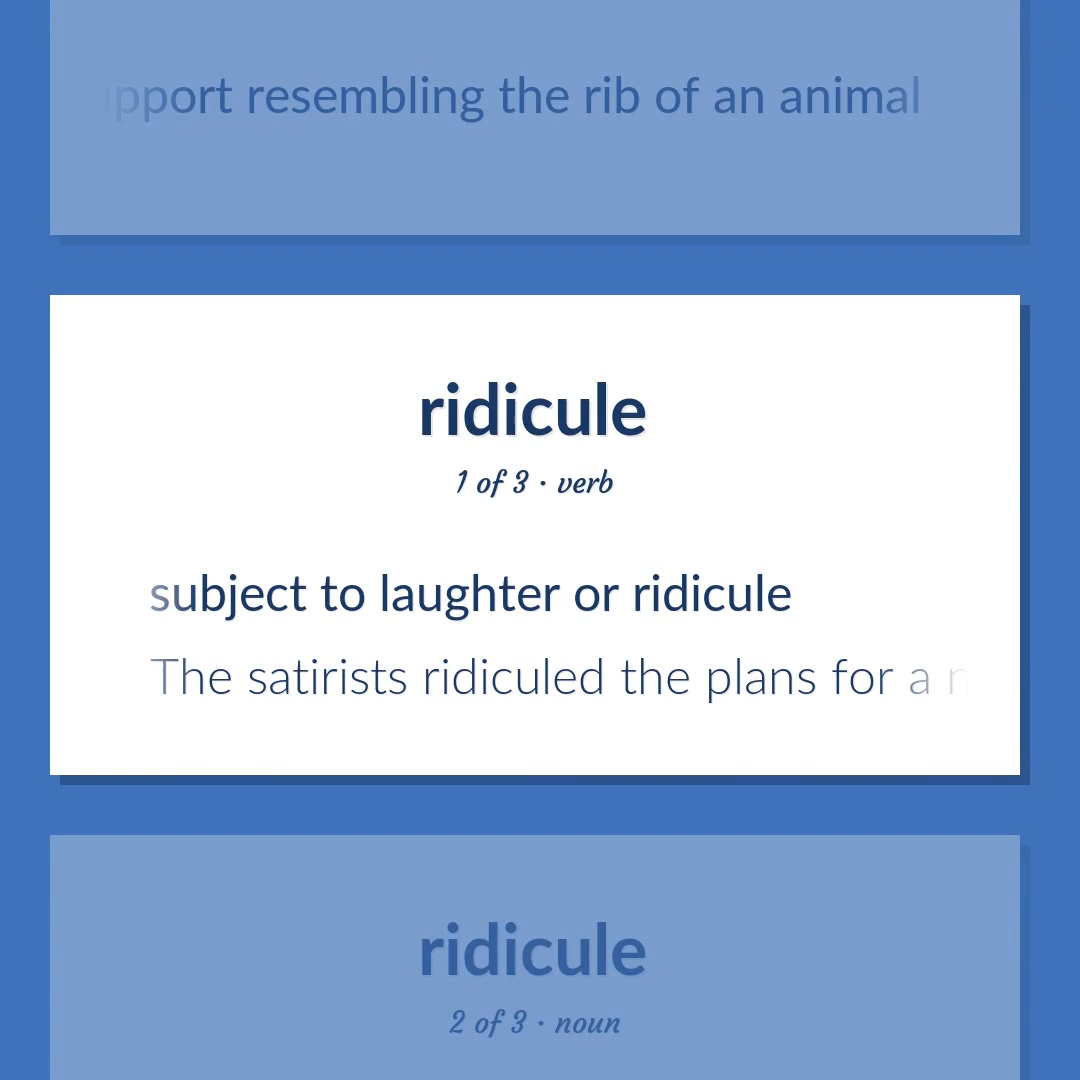 resembling the rib of an animal
ridicule
1 of 3 · verb
subject to laughter or ridicule
The satirists ridiculed the plans for a
ridicule
2 of 3 · noun